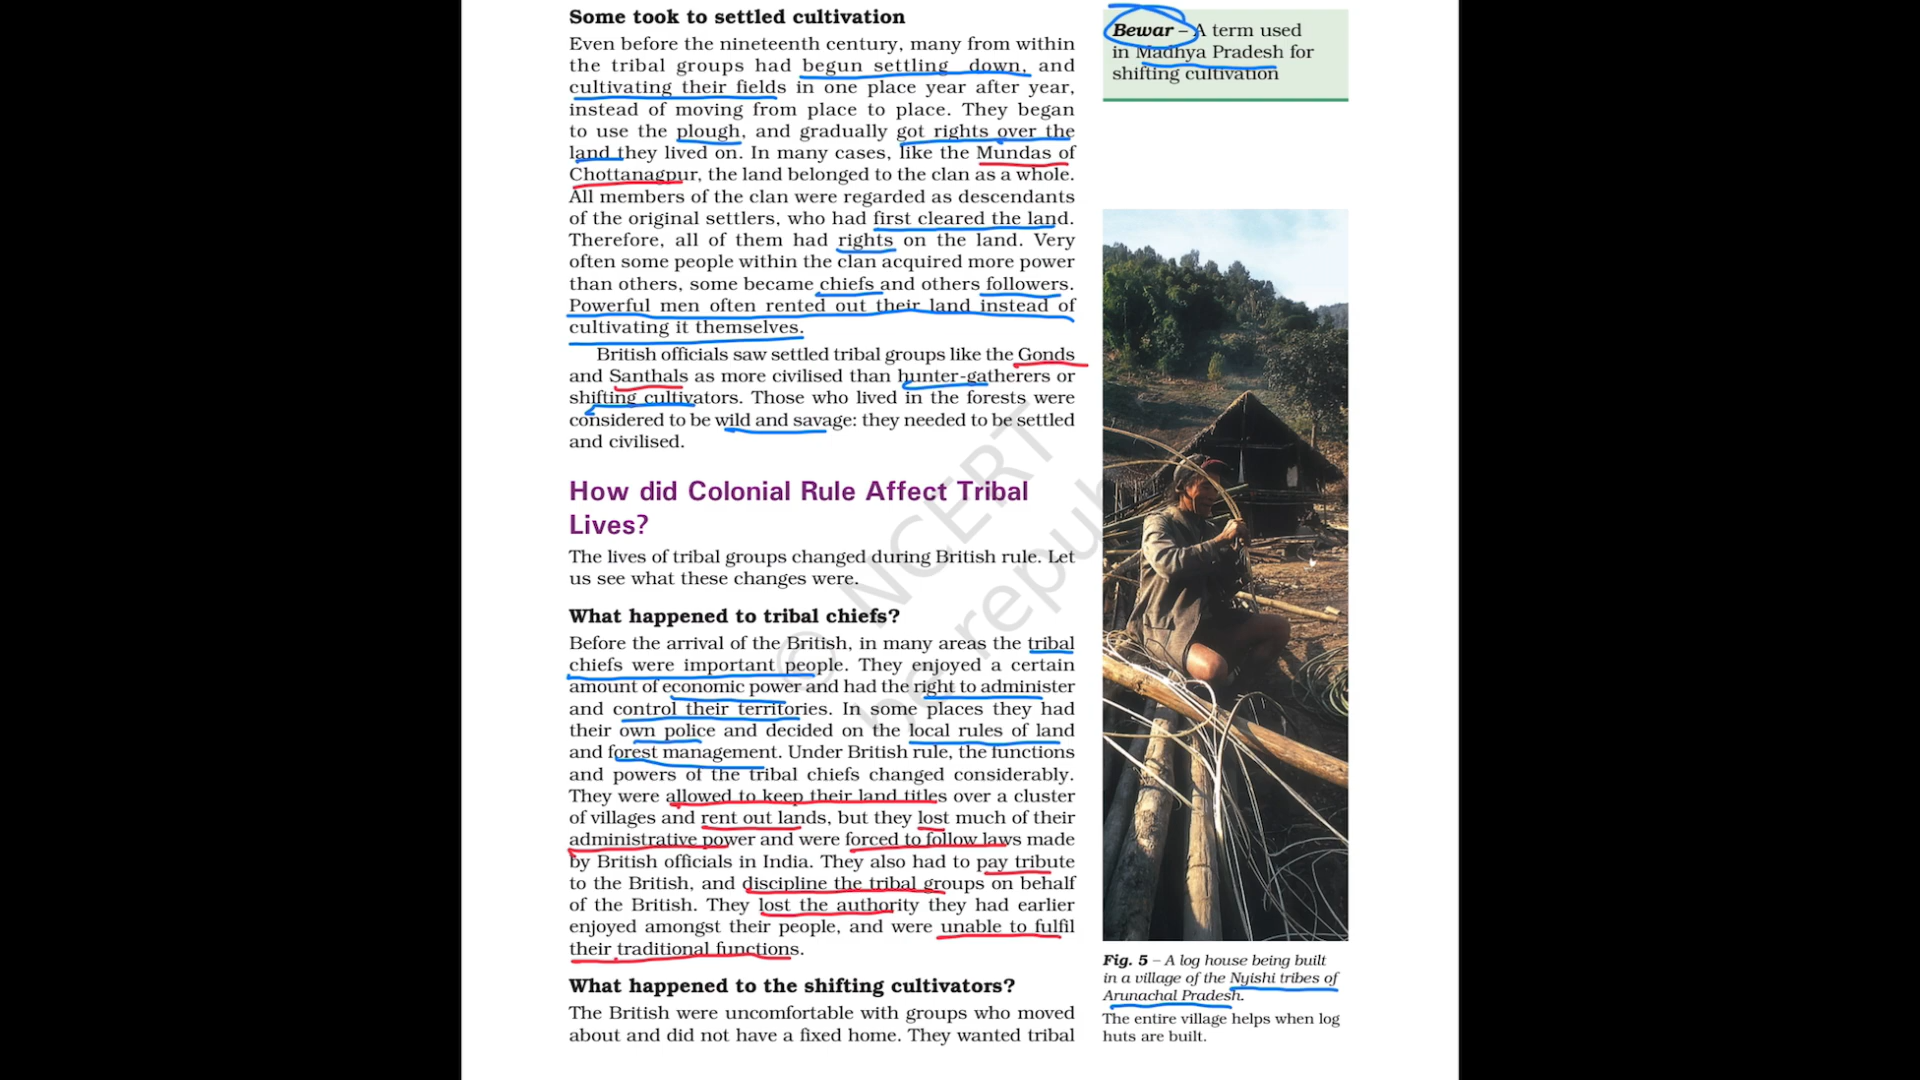 Some took to settled cultivation
Even before the nineteenth century, many from within
the tribal groups had begun settling down, and
cultivating their fields in one place year after year,
instead of moving from place to place. They began
to use the plough, and gradually got rights over the
land they lived on. In many cases, like the Mundas of
Chottanagpur, the land belonged to the clan as a whole.
All members of the clan were regarded as descendants
of the original settlers, who had first cleared the land.
Therefore, all of them had rights on the land. Very
often some people within the clan acquired more power
than others, some became chiefs and others followers.
Powerful men often rented out their land instead of
cultivating it themselves.
British officials saw settled tribal groups like the Gonds
and Santhals as more civilised than hunter-gatherers or
shifting cultivators. Those who lived in the forests were
considered to be wild and savage: they needed to be settled
and civilised.
How did Colonial Rule Affect Tribal
Lives?
The lives of tribal groups changed during British rule. Let
us see what these changes were.
What happened to tribal chiefs?
Before the arrival of the British, in many areas the tribal
chiefs were important people. They enjoyed a certain
amount of economic power and had the right to administer
and control their territories. In some places they had
their own police and decided on the local rules of land
and forest management. Under British rule, the functions
and powers of the tribal chiefs changed considerably.
They were allowed to keep their land titles over a cluster
of villages and rent out lands, but they lost much of their
administrative power and were forced to follow laws made
by British officials in India. They also had to pay tribute
to the British, and discipline the tribal groups on behalf
of the British. They lost the authority they had earlier
enjoyed amongst their people, and were unable to fulfil
their traditional functions.
What happened to the shifting cultivators?
The British were uncomfortable with groups who moved
about and did not have a fixed home. They wanted tribal
Bewar – A term used
in Madhya Pradesh for
shifting cultivation
Fig. 5 – A log house being built
in a village of the Nyishi tribes of
Arunachal Pradesh.
The entire village helps when log
huts are built.
© NCERT
be repub